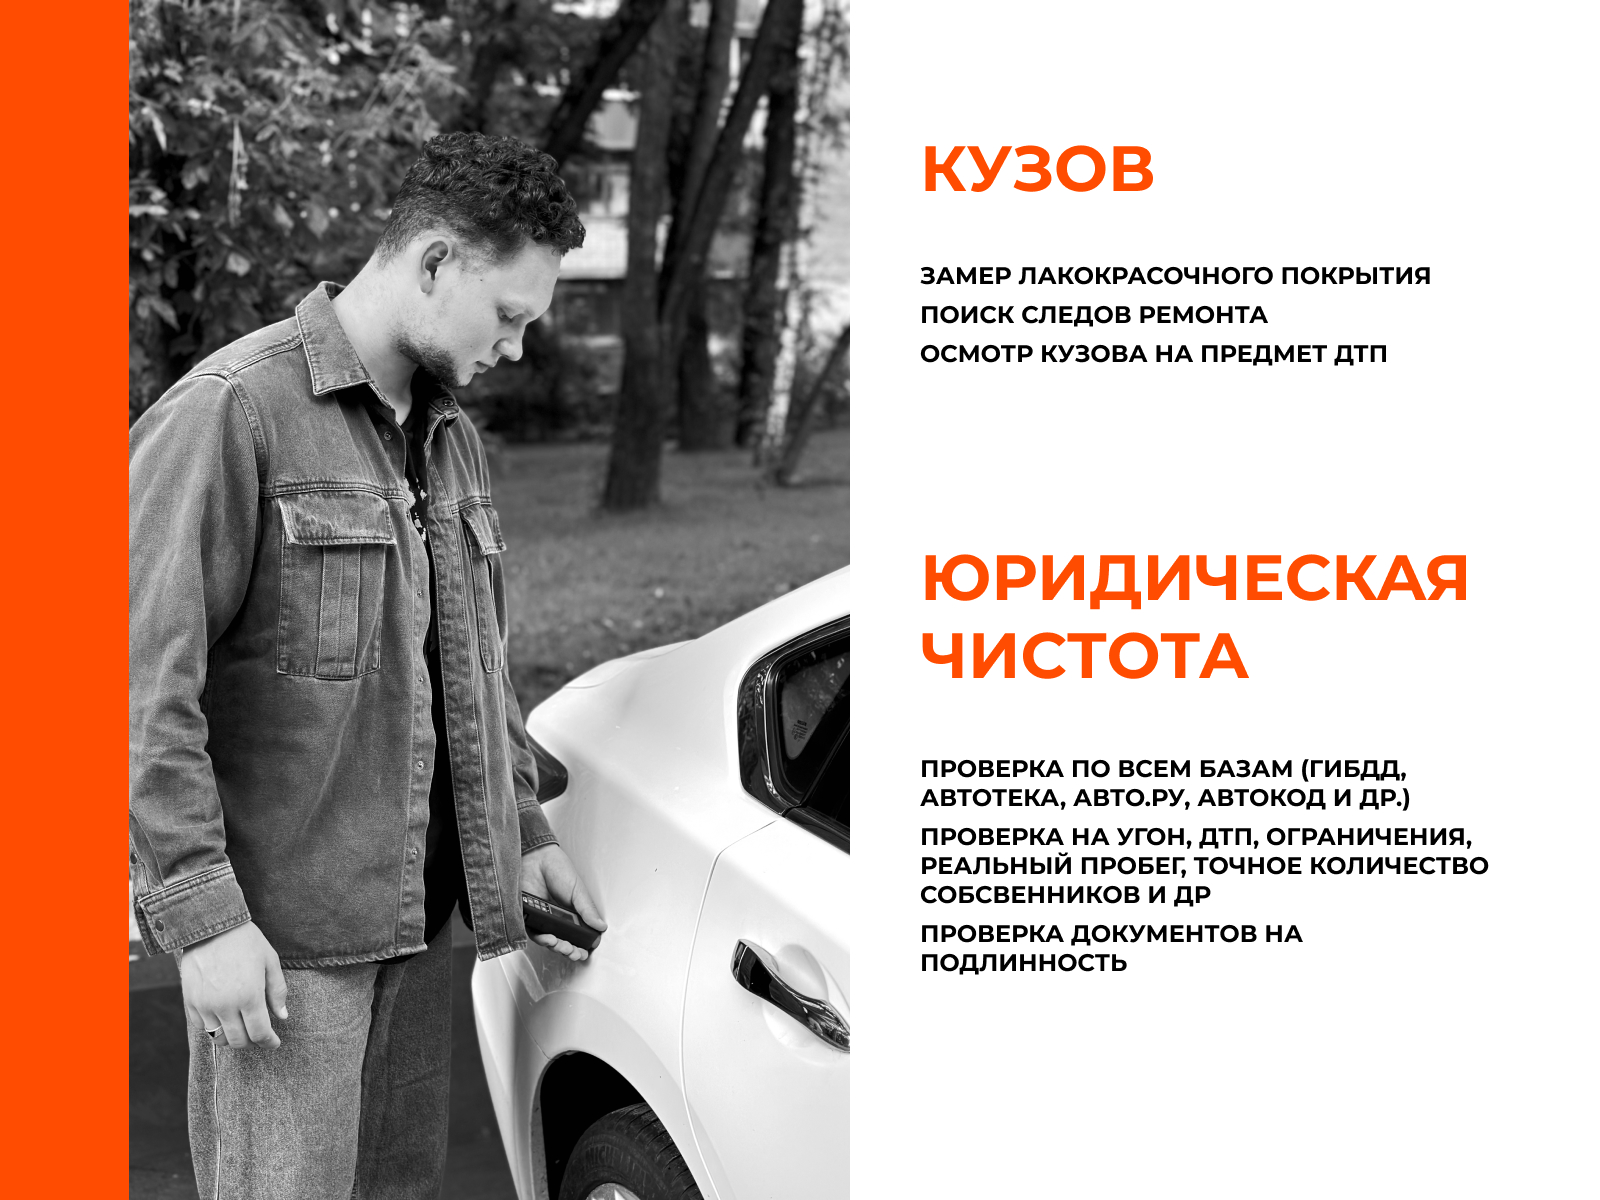 КУЗОВ
ЗАМЕР ЛАКОКРАСОЧНОГО ПОКРЫТИЯ
ПОИСК СЛЕДОВ РЕМОНТА
ОСМОТР КУЗОВА НА ПРЕДМЕТ ДТП
ЮРИДИЧЕСКАЯ
ЧИСТОТА
ПРОВЕРКА ПО ВСЕМ БАЗАМ (ГИБДД,
АВТОТЕКА, АВТО.РУ, АВТОКОД И ДР.)
ПРОВЕРКА НА УГОН, ДТП, ОГРАНИЧЕНИЯ,
РЕАЛЬНЫЙ ПРОБЕГ, ТОЧНОЕ КОЛИЧЕСТВО
СОБСВЕННИКОВ И ДР
ПРОВЕРКА ДОКУМЕНТОВ НА
ПОДЛИННОСТЬ
MICHELIN